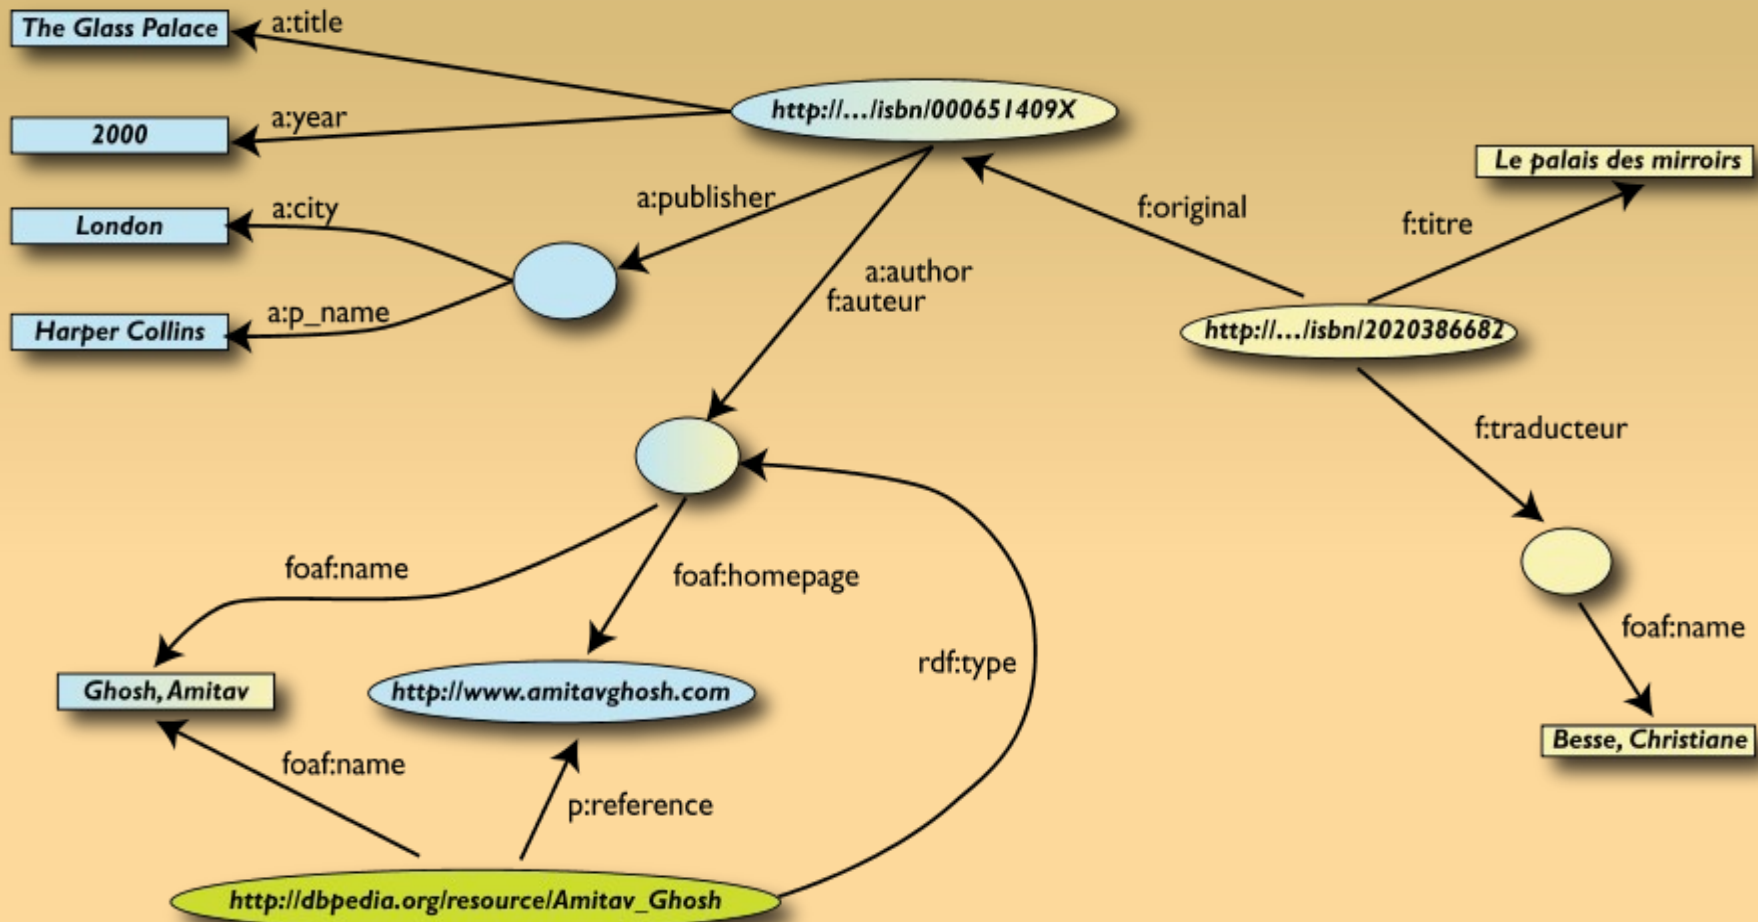 The Glass Palace
a:title
http://…/isbn/000651409X
2000
a:year
Le palais des mirroirs
London
a:city
a:publisher
f:original
f:titre
a:author
f:auteur
Harper Collins
a:p_name
http://…/isbn/2020386682
f:traducteur
foaf:name
foaf:homepage
foaf:name
rdf:type
Ghosh, Amitav
http://www.amitavghosh.com
Besse, Christiane
foaf:name
p:reference
http://dbpedia.org/resource/Amitav_Ghosh